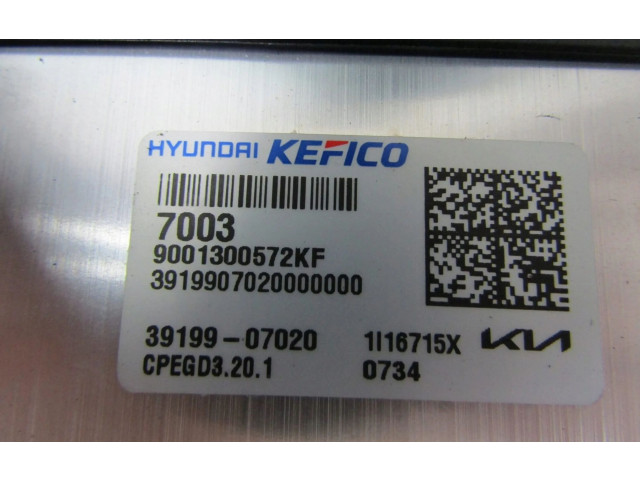 HYUNDAI KEFICO
7003
9001300572KF
3919907020000000
39199-07020 1I16715X KIA
CPEGD3.20.1 0734